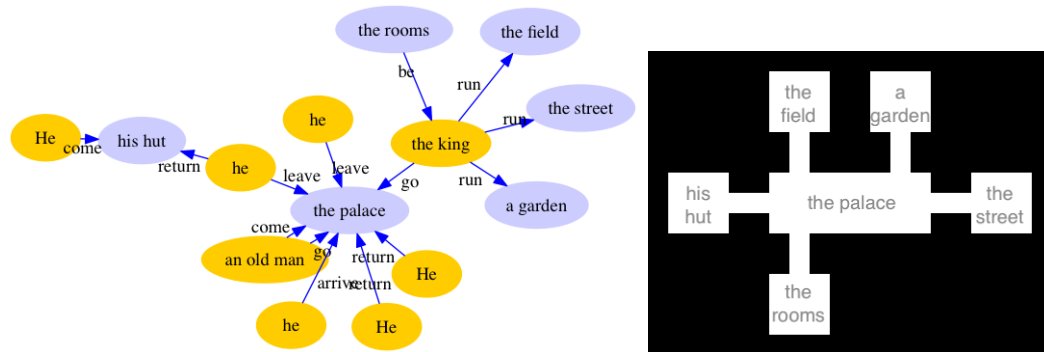 the rooms
the field
be
run
the street
run
he
the king
He
come
his hut
return
he
leave
leave
go
run
a garden
the palace
come
an old man
go
return
He
arrive
return
he
He
the
field
a
garden
his
hut
the palace
the
street
the
rooms